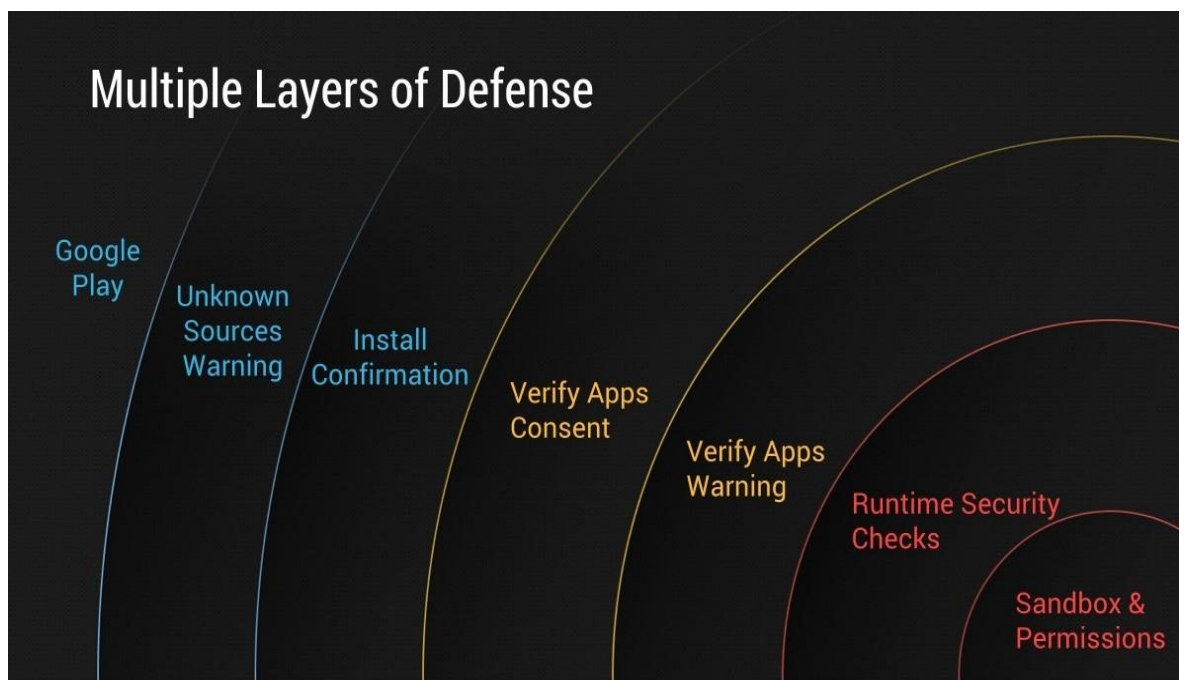 Multiple Layers of Defense
Google
Play
Unknown
Sources
Warning
Install
Confirmation
Verify Apps
Consent
Verify Apps
Warning
Runtime Security
Checks
Sandbox &
Permissions